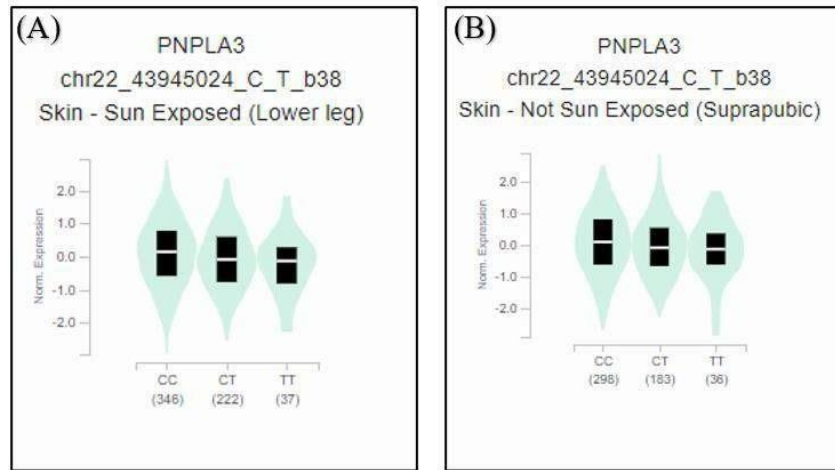 (A)
PNPLA3
chr22_43945024_C_T_b38
Skin - Sun Exposed (Lower leg)
Norm. Expression
2.0
1.0
0.0
-1.0
-2.0
CC
CT
TT
(346)
(222)
(37)
(B)
PNPLA3
chr22_43945024_C_T_b38
Skin - Not Sun Exposed (Suprapubic)
Norm. Expression
2.0
1.0
0.0
-1.0
-2.0
CC
CT
TT
(298)
(183)
(36)